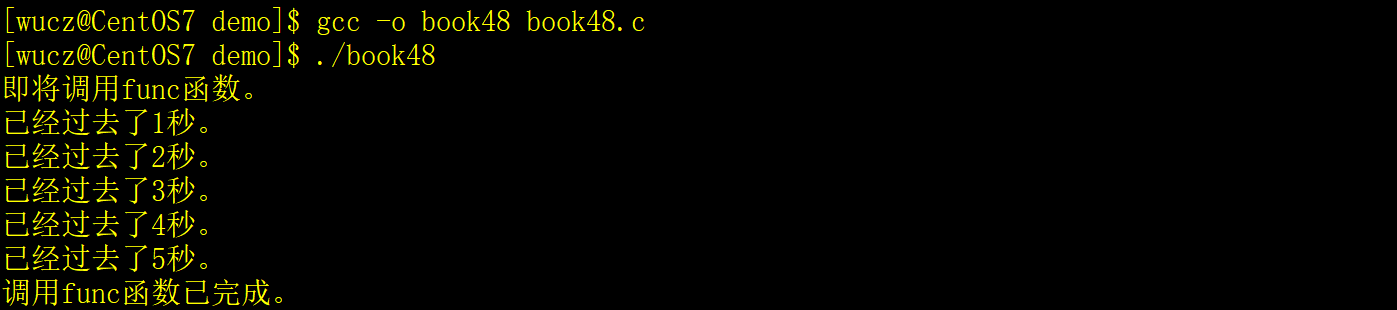 [wucz@CentOS7 demo]$ gcc -o book48 book48.c
[wucz@CentOS7 demo]$ ./book48
即将调用func函数。
已经过去了1秒。
已经过去了2秒。
已经过去了3秒。
已经过去了4秒。
已经过去了5秒。
调用func函数已完成。